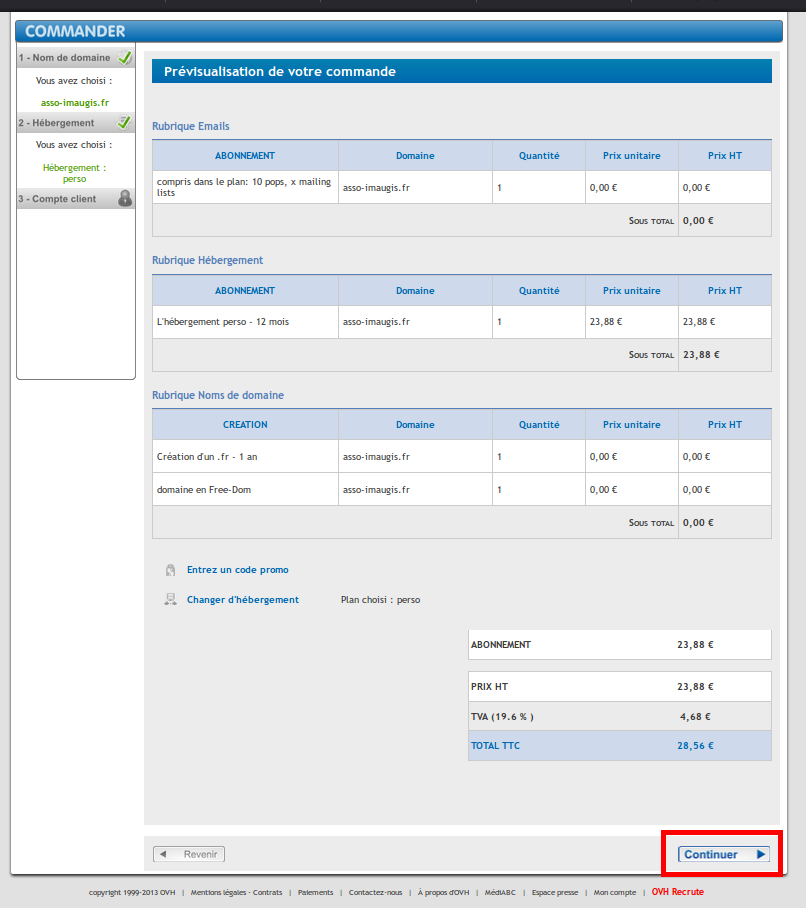 COMMANDER
1 - Nom de domaine
Vous avez choisi :
asso-imaugis.fr
2 - Hébergement
Vous avez choisi :
Hébergement :
perso
3 - Compte client
Prévisualisation de votre commande
Rubrique Emails
ABONNEMENT Domaine Quantité Prix unitaire Prix HT
compris dans le plan: 10 pops, x mailing
lists asso-imaugis.fr 1 0,00 € 0,00 €
Sous total 0,00 €
Rubrique Hébergement
ABONNEMENT Domaine Quantité Prix unitaire Prix HT
L'hébergement perso - 12 mois asso-imaugis.fr 1 23,88 € 23,88 €
Sous total 23,88 €
Rubrique Noms de domaine
CREATION Domaine Quantité Prix unitaire Prix HT
Création d'un .fr - 1 an asso-imaugis.fr 1 0,00 € 0,00 €
domaine en Free-Dom asso-imaugis.fr 1 0,00 € 0,00 €
Sous total 0,00 €
Entrez un code promo
Changer d'hébergement Plan choisi : perso
ABONNEMENT 23,88 €
PRIX HT 23,88 €
TVA (19.6 % ) 4,68 €
TOTAL TTC 28,56 €
Revenir Continuer
copyright 1999-2013 OVH | Mentions légales - Contrats | Paiements | Contactez-nous | À propos d'OVH | MédiABC | Espace presse | Mon compte | OVH Recrute